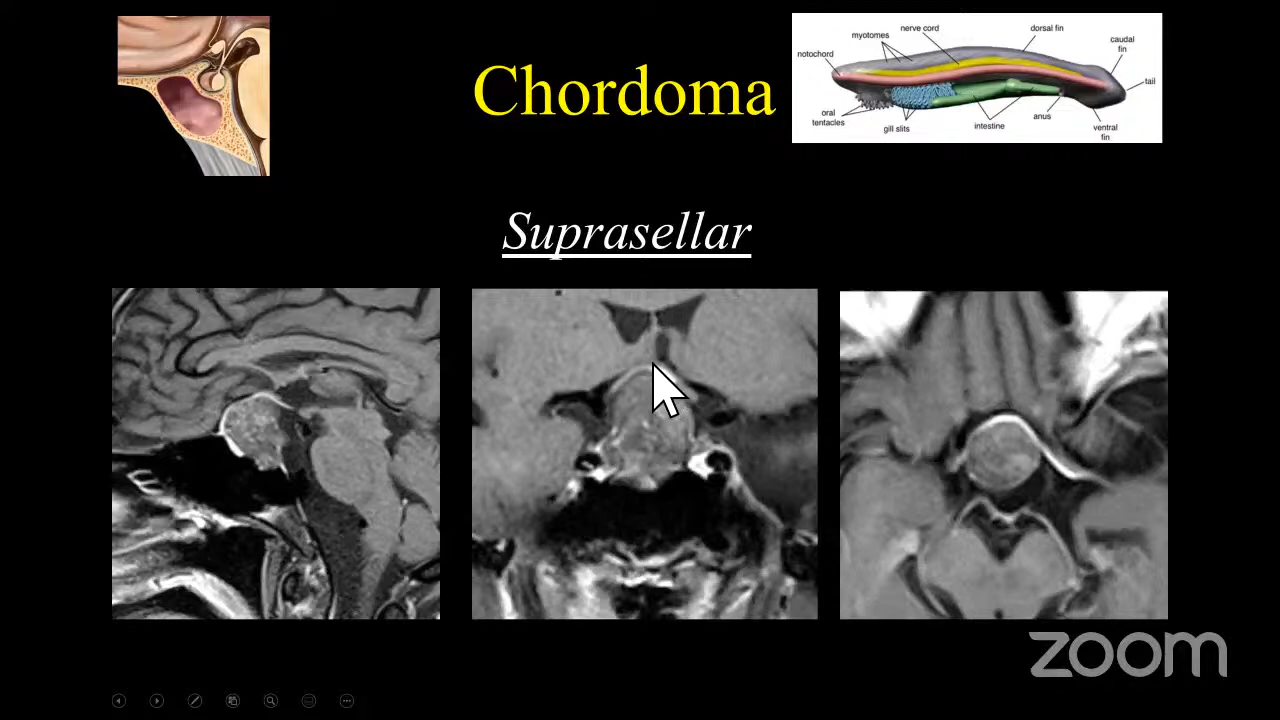 Chordoma
nerve cord
dorsal fin
myotomes
caudal
fin
notochord
tail
oral
tentacles
gill slits
intestine
anus
ventral
fin
Suprasellar
zoom